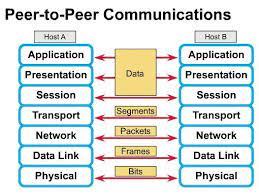 Peer-to-Peer Communications
Host A Host B
Application Application
Presentation Data Presentation
Session Session
Transport Segments Transport
Network Packets Network
Data Link Frames Data Link
Physical Bits Physical